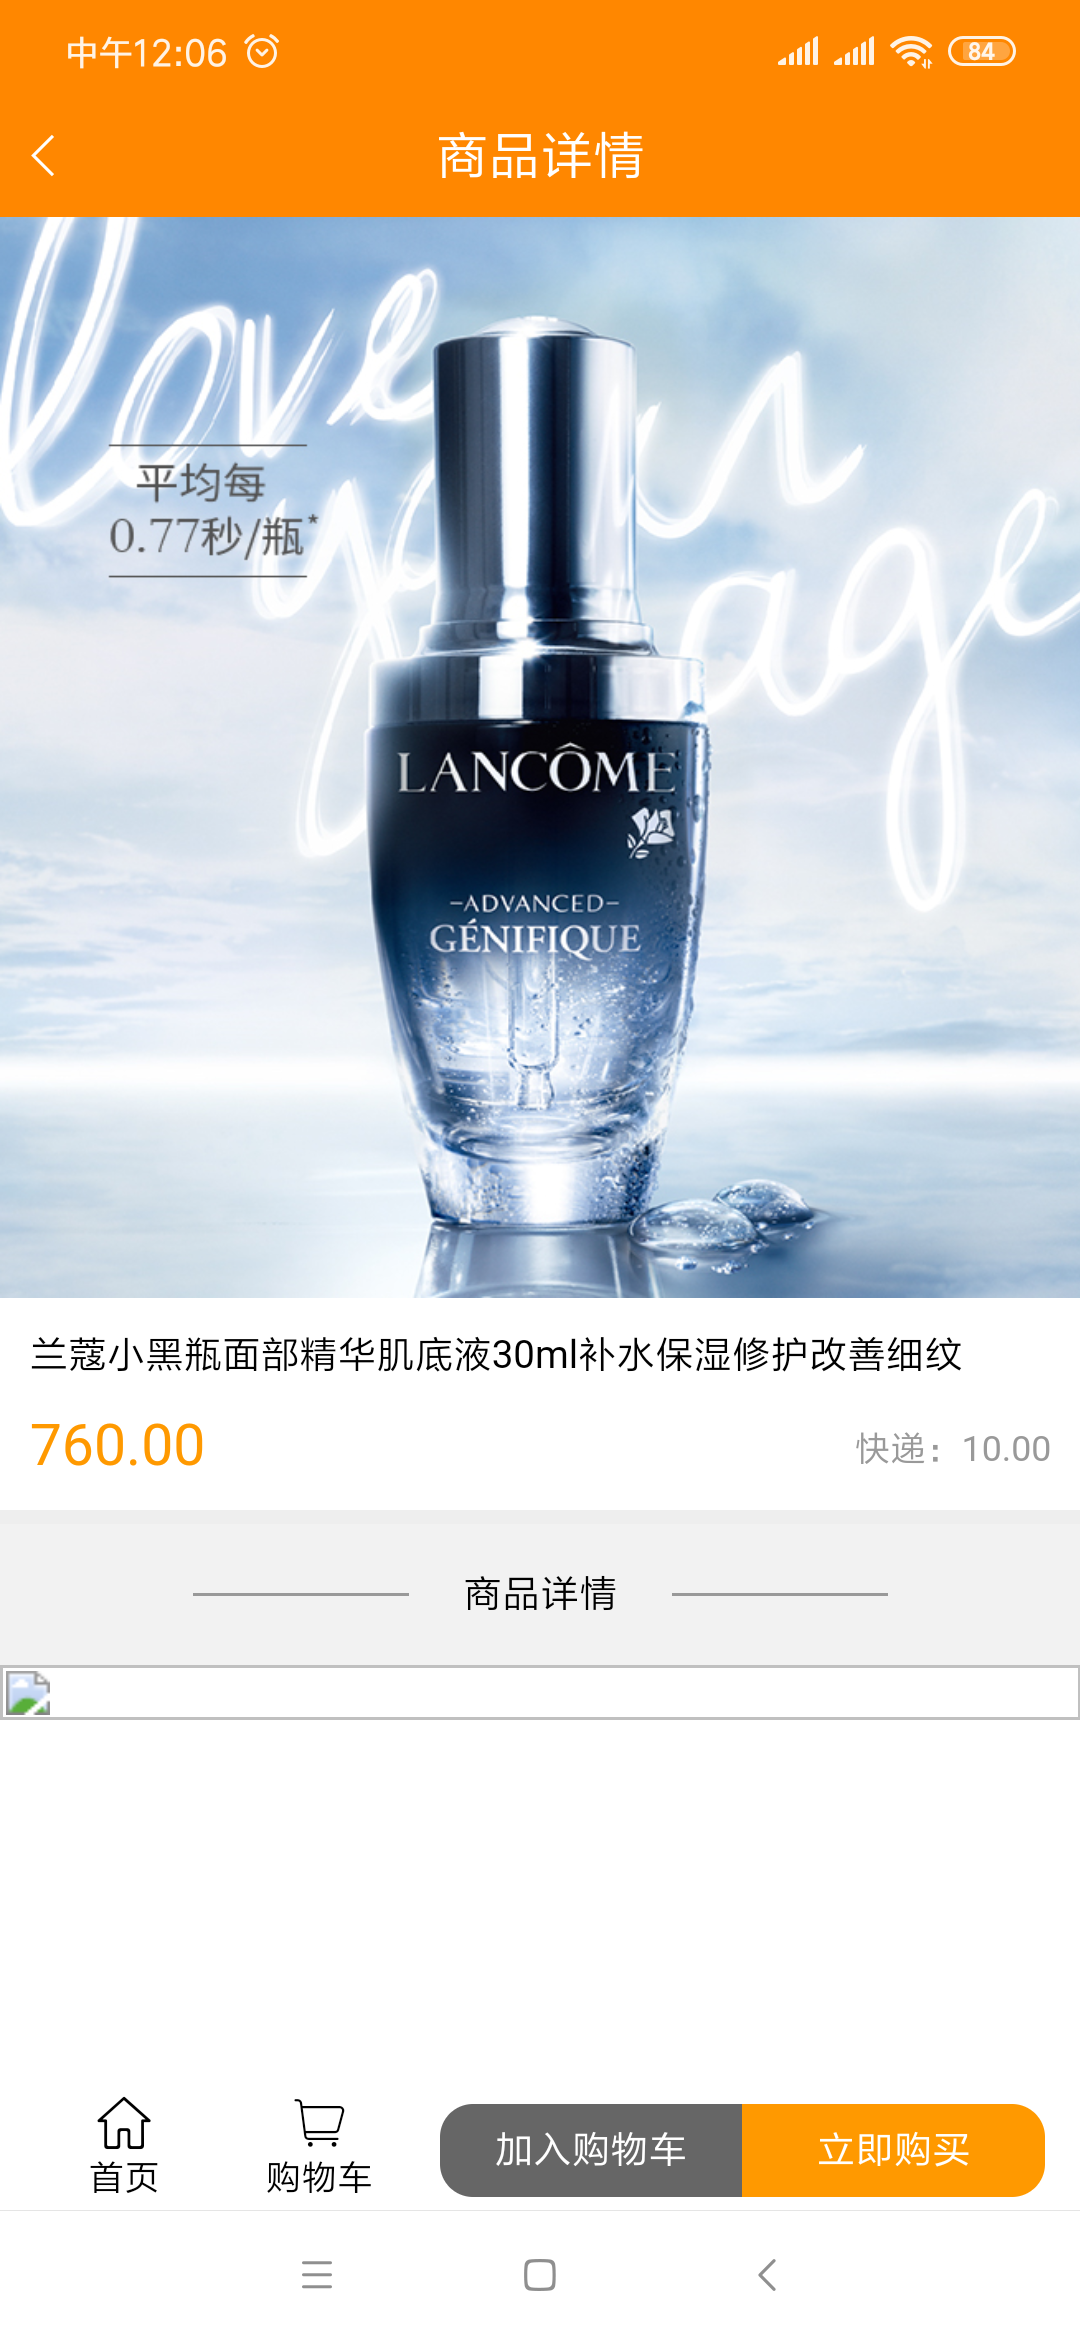 中午12:06
84
商品详情
love
your age
平均每
0.77秒/瓶*
LANCÔME
-ADVANCED-
GÉNIFIQUE
兰蔻小黑瓶面部精华肌底液30ml补水保湿修护改善细纹
760.00
快递：10.00
商品详情
首页
购物车
加入购物车
立即购买